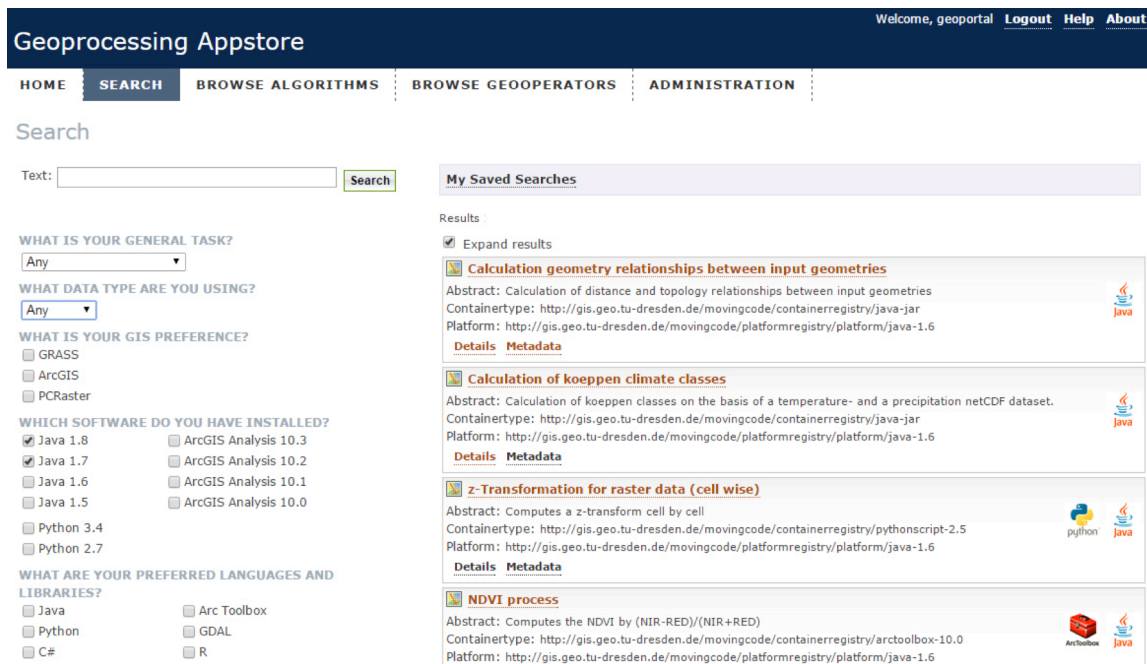 Welcome, geoportal Logout Help About
Geoprocessing Appstore
HOME SEARCH BROWSE ALGORITHMS BROWSE GEOOPERATORS ADMINISTRATION
Search
Text: Search
WHAT IS YOUR GENERAL TASK?
Any
WHAT DATA TYPE ARE YOU USING?
Any
WHAT IS YOUR GIS PREFERENCE?
GRASS
ArcGIS
PCRaster
WHICH SOFTWARE DO YOU HAVE INSTALLED?
Java 1.8 ArcGIS Analysis 10.3
Java 1.7 ArcGIS Analysis 10.2
Java 1.6 ArcGIS Analysis 10.1
Java 1.5 ArcGIS Analysis 10.0
Python 3.4
Python 2.7
WHAT ARE YOUR PREFERRED LANGUAGES AND
LIBRARIES?
Java Arc Toolbox
Python GDAL
C# R
My Saved Searches
Results
Expand results
Calculation geometry relationships between input geometries
Abstract: Calculation of distance and topology relationships between input geometries
Containertype: http://gis.geo.tu-dresden.de/movingcode/containerregistry/java-jar
Platform: http://gis.geo.tu-dresden.de/movingcode/platformregistry/platform/java-1.6
Details Metadata
Java
Calculation of koeppen climate classes
Abstract: Calculation of koeppen classes on the basis of a temperature- and a precipitation netCDF dataset.
Containertype: http://gis.geo.tu-dresden.de/movingcode/containerregistry/java-jar
Platform: http://gis.geo.tu-dresden.de/movingcode/platformregistry/platform/java-1.6
Details Metadata
Java
z-Transformation for raster data (cell wise)
Abstract: Computes a z-transform cell by cell
Containertype: http://gis.geo.tu-dresden.de/movingcode/containerregistry/pythonscript-2.5
Platform: http://gis.geo.tu-dresden.de/movingcode/platformregistry/platform/java-1.6
Details Metadata
python Java
NDVI process
Abstract: Computes the NDVI by (NIR-RED)/(NIR+RED)
Containertype: http://gis.geo.tu-dresden.de/movingcode/containerregistry/arctoolbox-10.0
Platform: http://gis.geo.tu-dresden.de/movingcode/platformregistry/platform/java-1.6
ArcToolbox Java